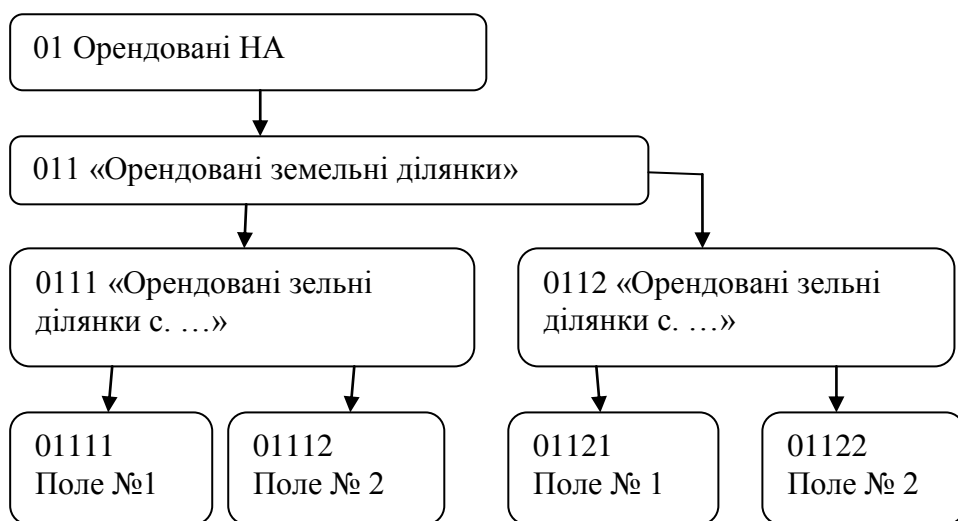 01 Орендовані НА
011 «Орендовані земельні ділянки»
0111 «Орендовані зельні
ділянки с. …»
0112 «Орендовані зельні
ділянки с. …»
01111
Поле №1
01112
Поле № 2
01121
Поле № 1
01122
Поле № 2